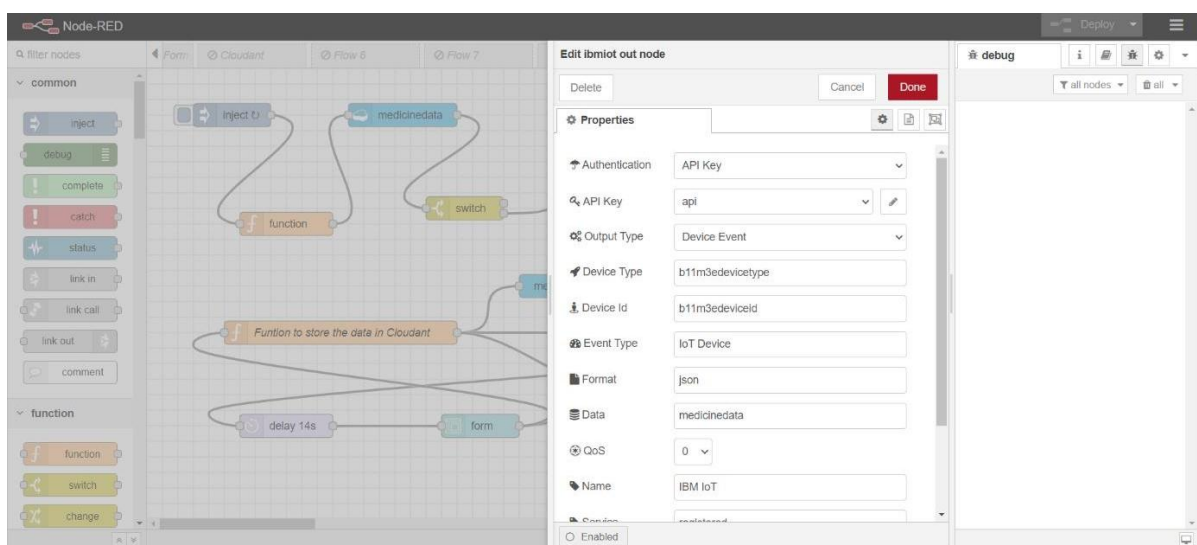 Node-RED
Deploy
filter nodes
Form
Cloudant
Flow 6
Flow 7
Edit ibmiot out node
debug
i
Delete
Cancel
Done
all nodes
all
common
inject
debug
complete
catch
status
link in
link call
link out
comment
function
function
switch
change
inject ↻
medicinedata
function
switch
me
Funtion to store the data in Cloudant
delay 14s
form
Properties
Authentication
API Key
API Key
api
Output Type
Device Event
Device Type
b11m3edevicetype
Device Id
b11m3edeviceid
Event Type
IoT Device
Format
json
Data
medicinedata
QoS
0
Name
IBM IoT
Service
registered
Enabled